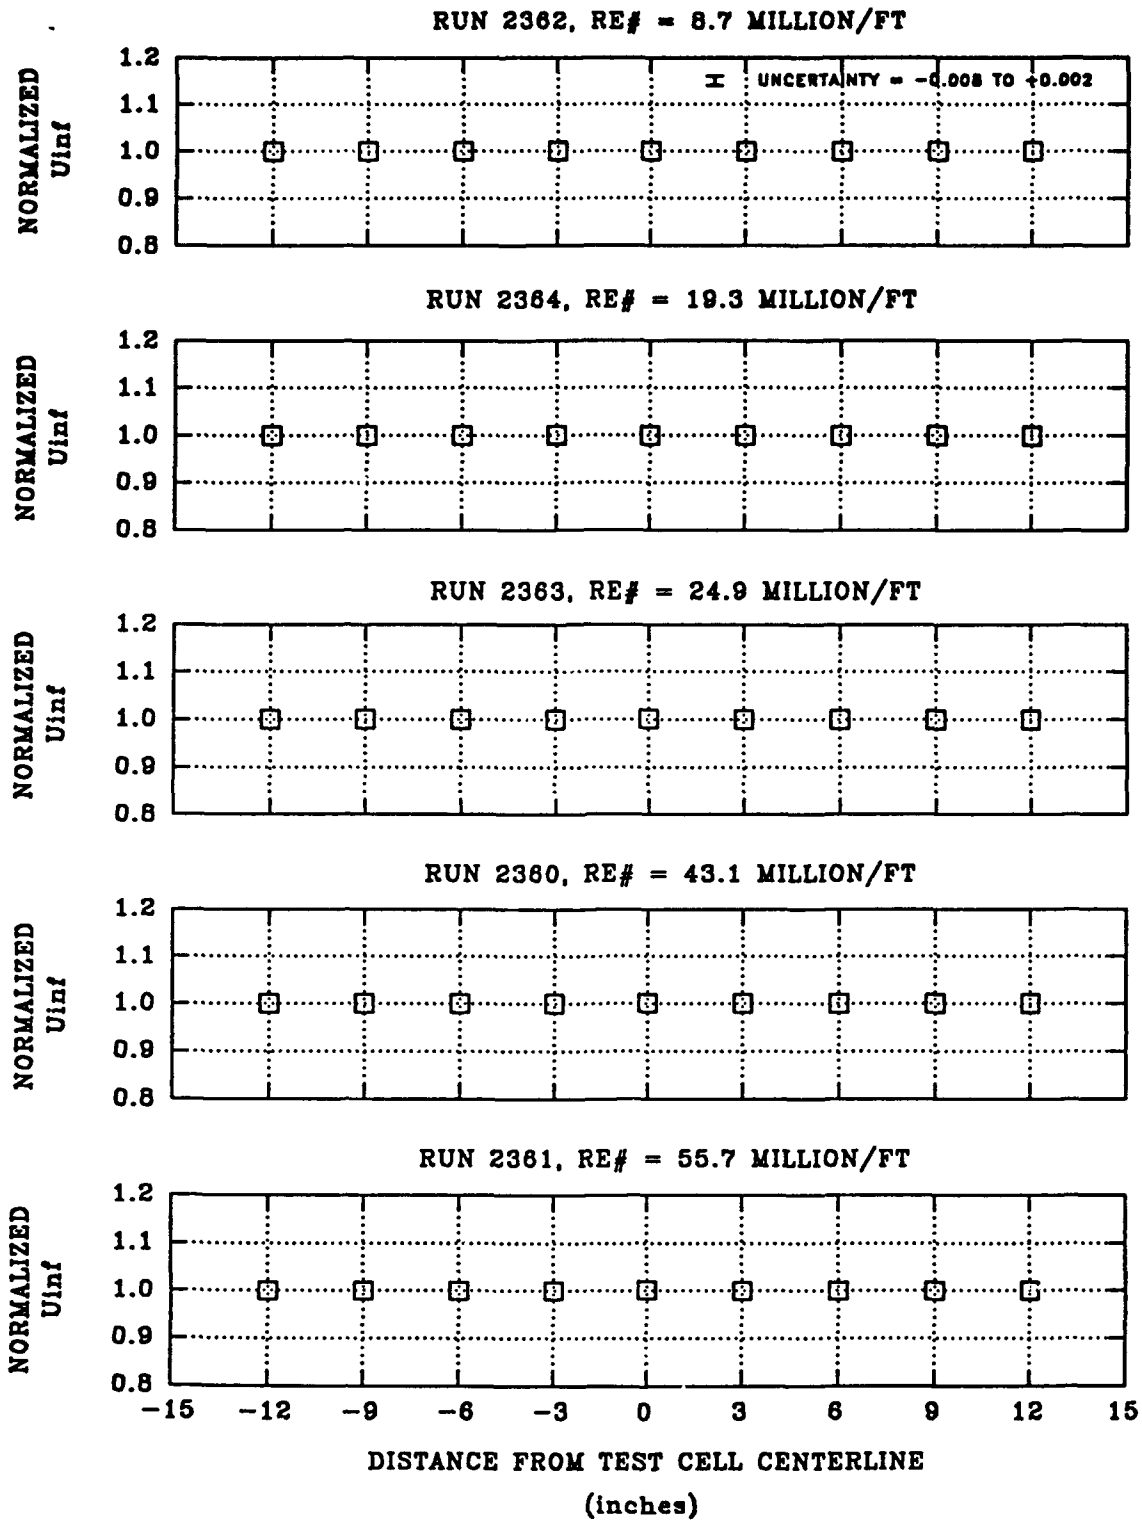 RUN 2362, RE# = 8.7 MILLION/FT
NORMALIZED
Uinf
1.2
1.1
1.0
0.9
0.8
UNCERTAINTY = -0.008 TO +0.002
RUN 2364, RE# = 19.3 MILLION/FT
NORMALIZED
Uinf
1.2
1.1
1.0
0.9
0.8
RUN 2363, RE# = 24.9 MILLION/FT
NORMALIZED
Uinf
1.2
1.1
1.0
0.9
0.8
RUN 2360, RE# = 43.1 MILLION/FT
NORMALIZED
Uinf
1.2
1.1
1.0
0.9
0.8
RUN 2361, RE# = 55.7 MILLION/FT
NORMALIZED
Uinf
1.2
1.1
1.0
0.9
0.8
-15 -12 -9 -6 -3 0 3 6 9 12 15
DISTANCE FROM TEST CELL CENTERLINE
(inches)